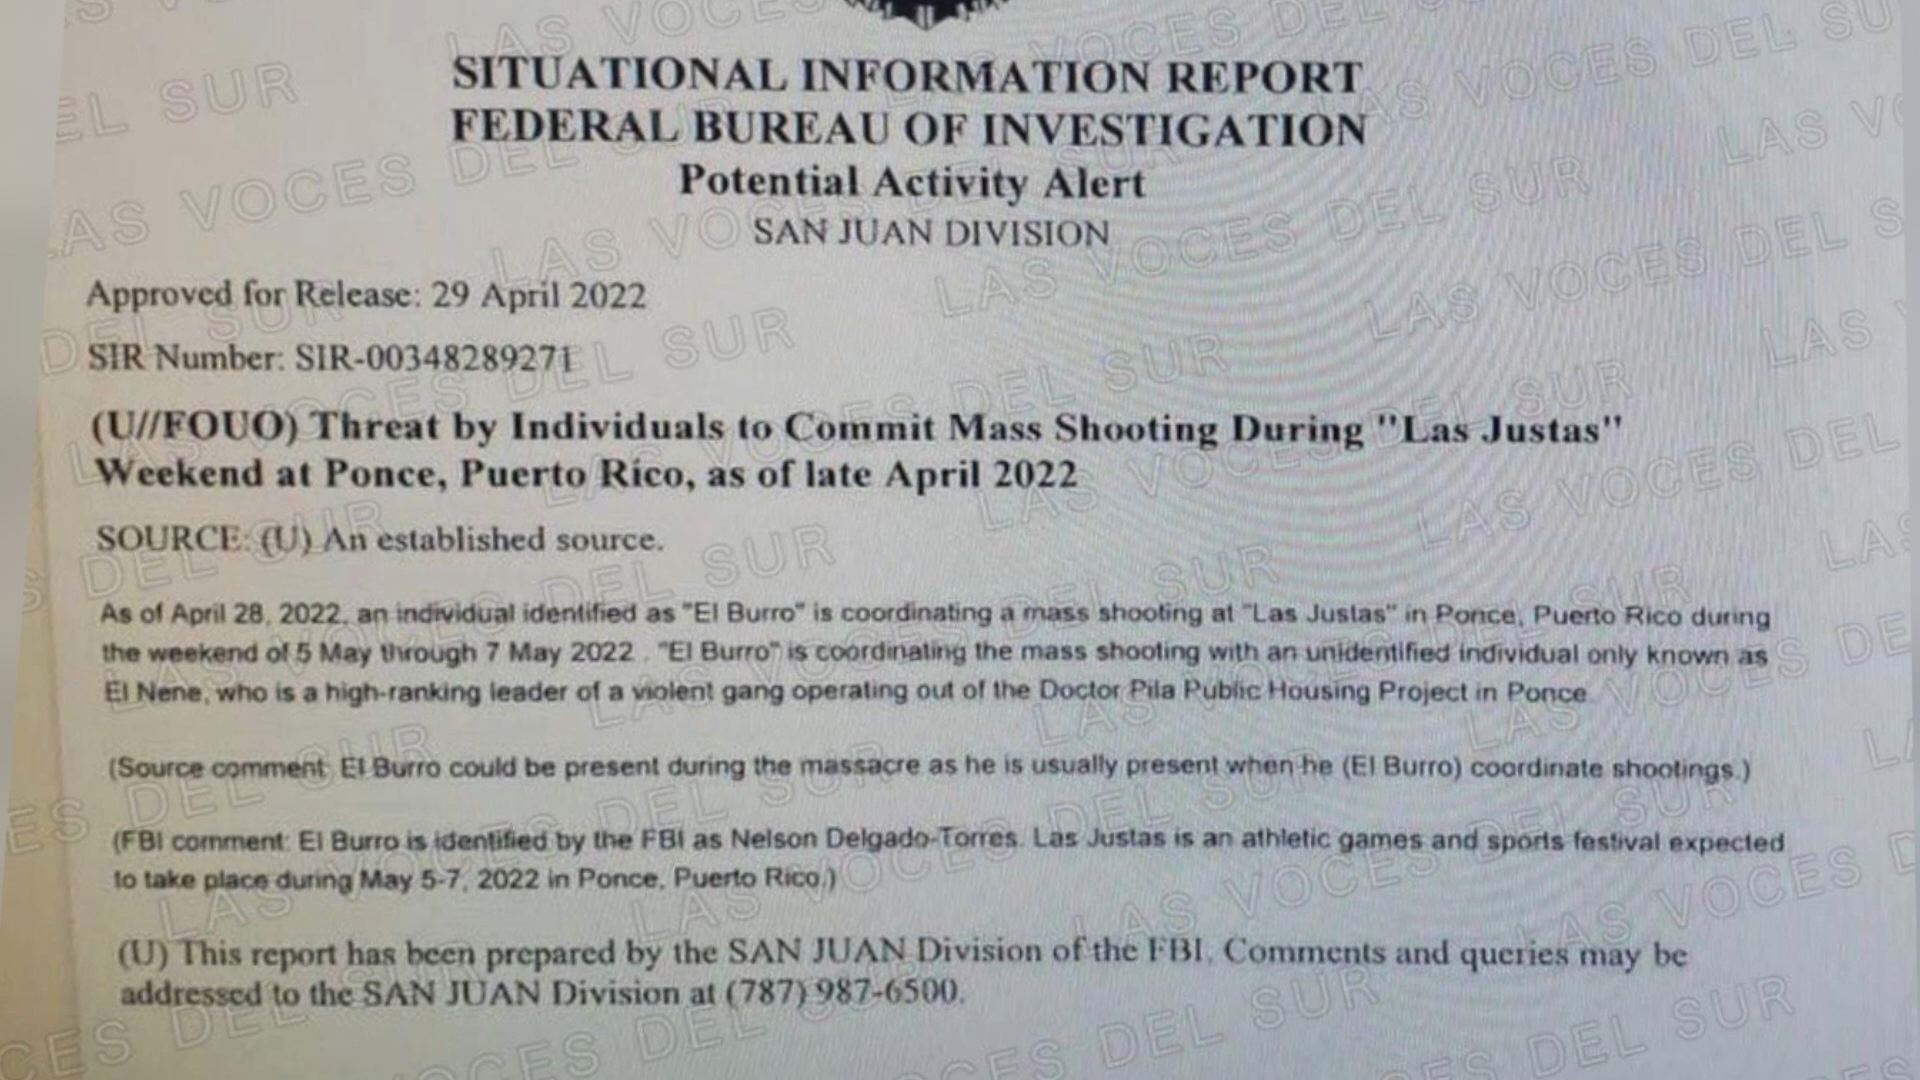 SITUATIONAL INFORMATION REPORT
FEDERAL BUREAU OF INVESTIGATION
Potential Activity Alert
SAN JUAN DIVISION
Approved for Release: 29 April 2022
SIR Number: SIR-00348289271
(U//FOUO) Threat by Individuals to Commit Mass Shooting During "Las Justas"
Weekend at Ponce, Puerto Rico, as of late April 2022
SOURCE: (U) An established source.
As of April 28, 2022, an individual identified as "El Burro" is coordinating a mass shooting at "Las Justas" in Ponce, Puerto Rico during
the weekend of 5 May through 7 May 2022 . "El Burro" is coordinating the mass shooting with an unidentified individual only known as
El Nene, who is a high-ranking leader of a violent gang operating out of the Doctor Pila Public Housing Project in Ponce
(Source comment: El Burro could be present during the massacre as he is usually present when he (El Burro) coordinate shootings.)
(FBI comment: El Burro is identified by the FBI as Nelson Delgado-Torres. Las Justas is an athletic games and sports festival expected
to take place during May 5-7, 2022 in Ponce, Puerto Rico.)
(U) This report has been prepared by the SAN JUAN Division of the FBI. Comments and queries may be
addressed to the SAN JUAN Division at (787) 987-6500.
LAS VOCES DEL SUR